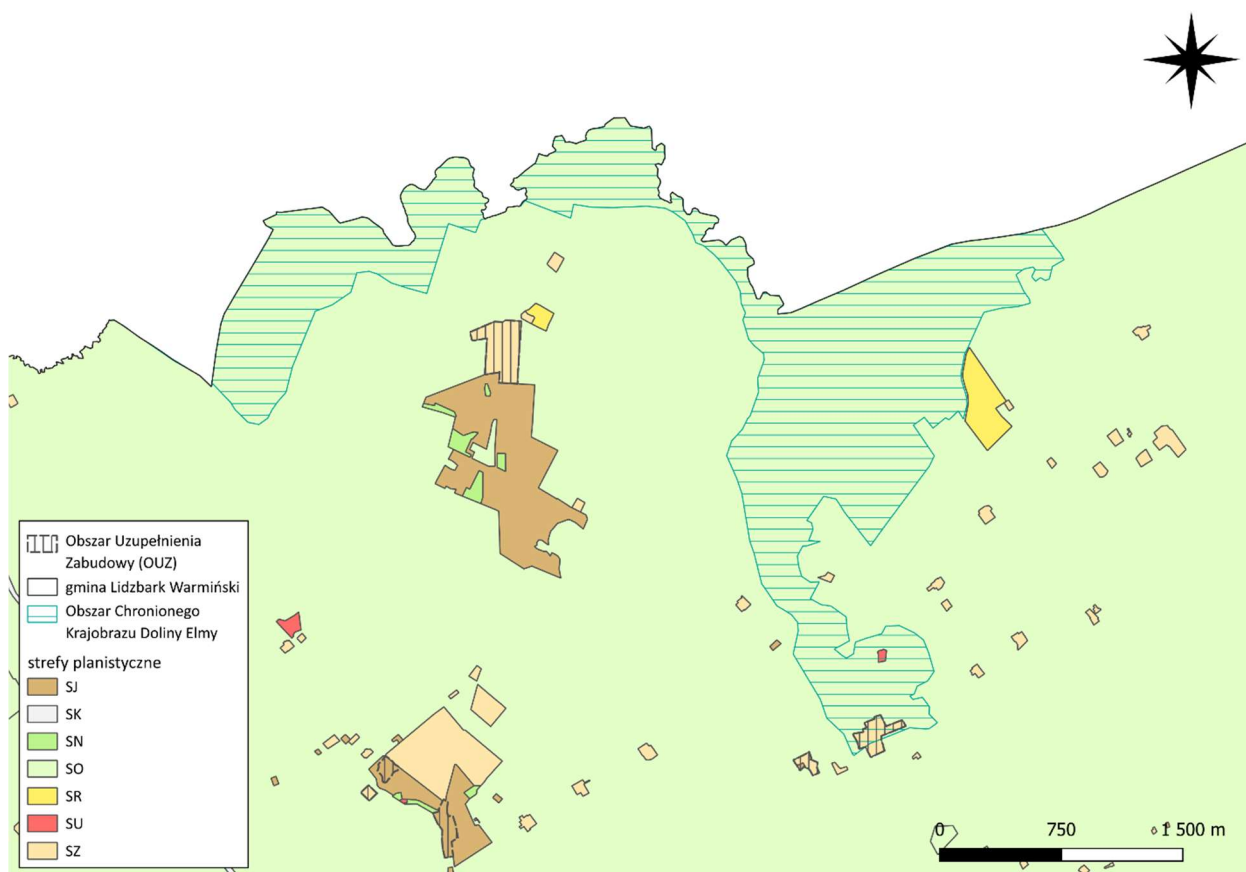 Obszar Uzupełnienia
Zabudowy (OUZ)
gmina Lidzbark Warmiński
Obszar Chronionego
Krajobrazu Doliny Elmy
strefy planistyczne
SJ
SK
SN
SO
SR
SU
SZ
0 750 1 500 m